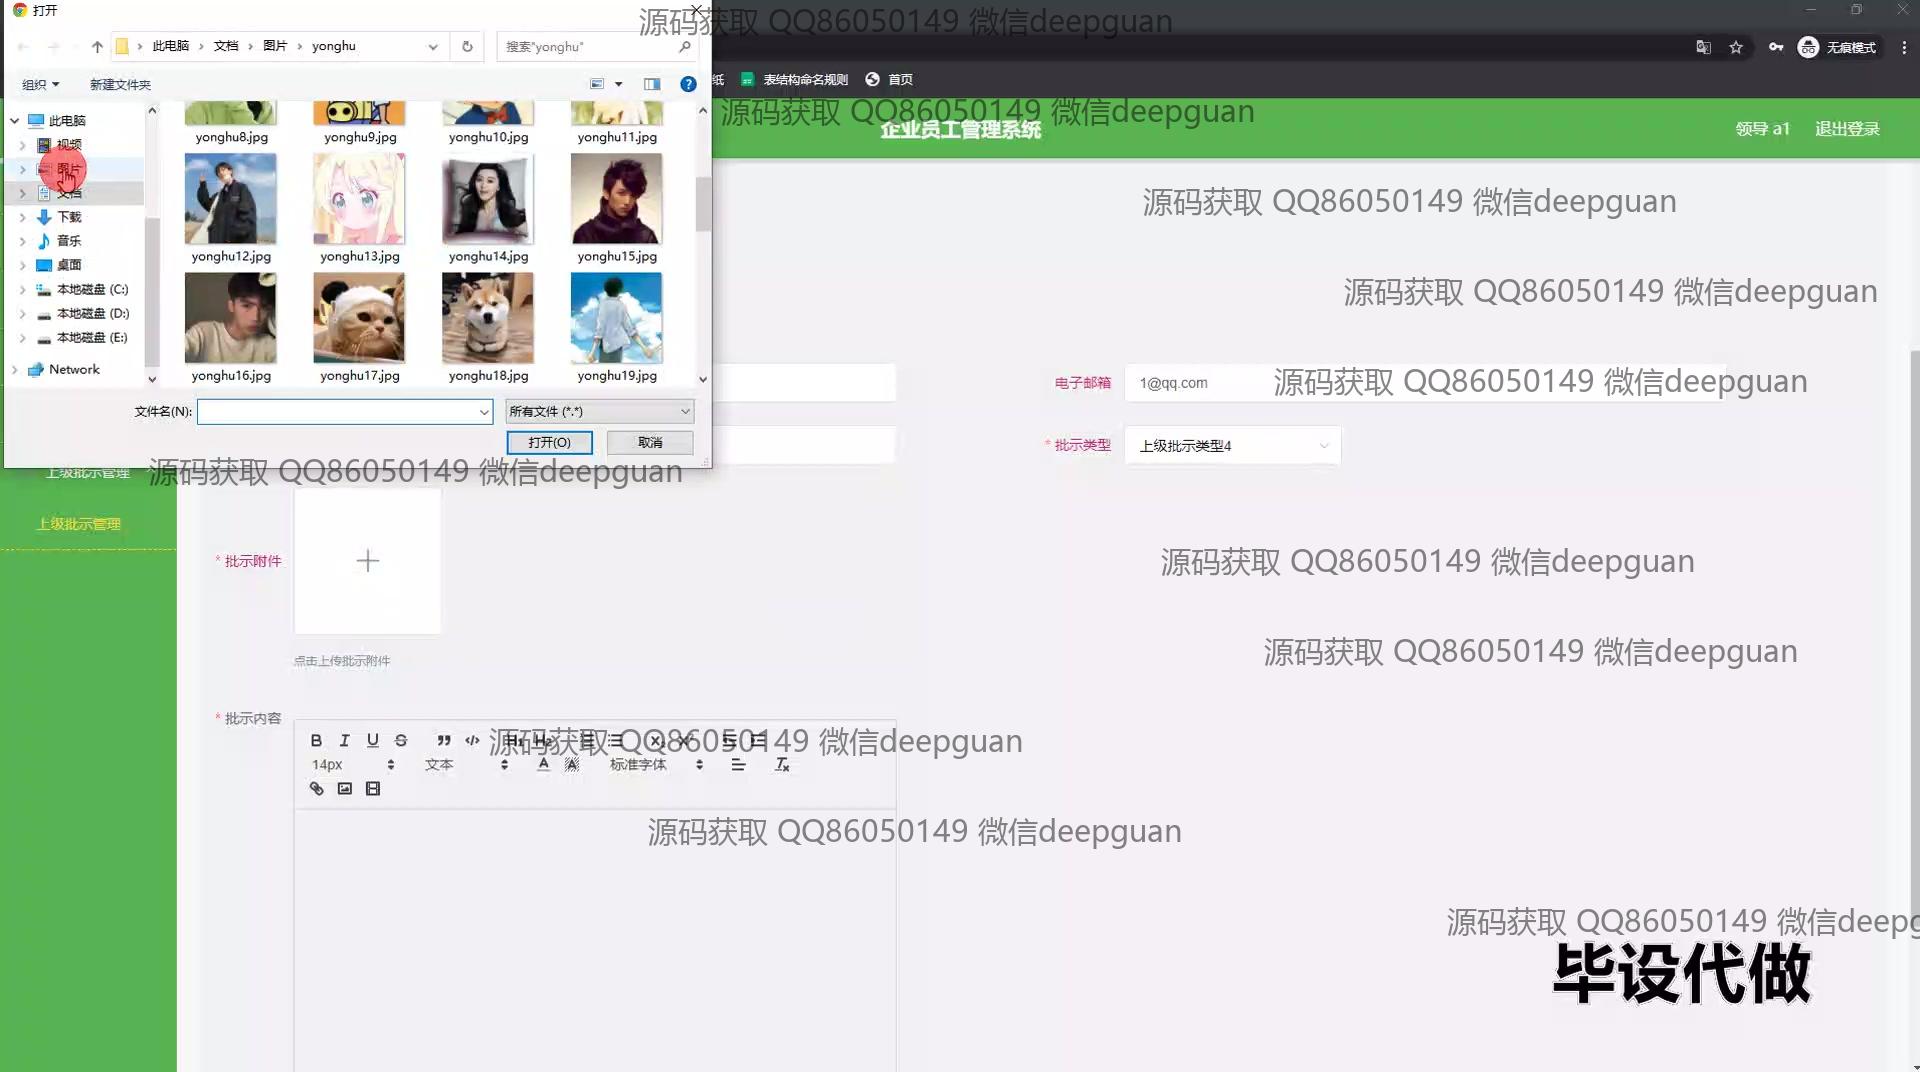 打开
此电脑 › 文档 › 图片 › yonghu
搜索"yonghu"
组织
新建文件夹
此电脑
视频
图片
文档
下载
音乐
桌面
本地磁盘 (C:)
本地磁盘 (D:)
本地磁盘 (E:)
Network
yonghu8.jpg
yonghu9.jpg
yonghu10.jpg
yonghu11.jpg
yonghu12.jpg
yonghu13.jpg
yonghu14.jpg
yonghu15.jpg
yonghu16.jpg
yonghu17.jpg
yonghu18.jpg
yonghu19.jpg
文件名(N):
所有文件 (*.*)
打开(O)
取消
源码获取 QQ86050149 微信deepguan
无痕模式
纸
表结构命名规则
首页
源码获取 QQ86050149 微信deepguan
企业员工管理系统
领导 a1
退出登录
源码获取 QQ86050149 微信deepguan
源码获取 QQ86050149 微信deepguan
电子邮箱
1@qq.com
源码获取 QQ86050149 微信deepguan
批示类型
上级批示类型4
上级批示管理
源码获取 QQ86050149 微信deepguan
上级批示管理
* 批示附件
源码获取 QQ86050149 微信deepguan
点击上传批示附件
源码获取 QQ86050149 微信deepguan
* 批示内容
源码获取 QQ86050149 微信deepguan
14px
文本
标准字体
源码获取 QQ86050149 微信deepguan
源码获取 QQ86050149 微信deepg
毕设代做